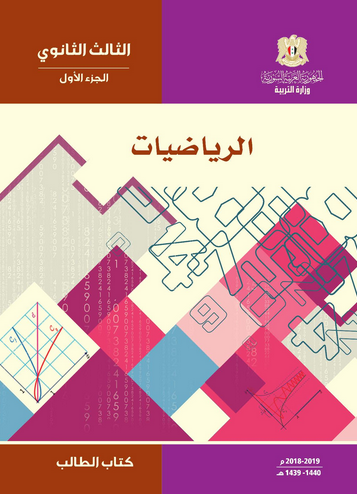 الثالث الثانوي
الجزء الأول
الجمهورية العربية السورية
وزارة التربية
الرياضيات
كتاب الطالب
2018-2019 م
1439 -1440 هـ